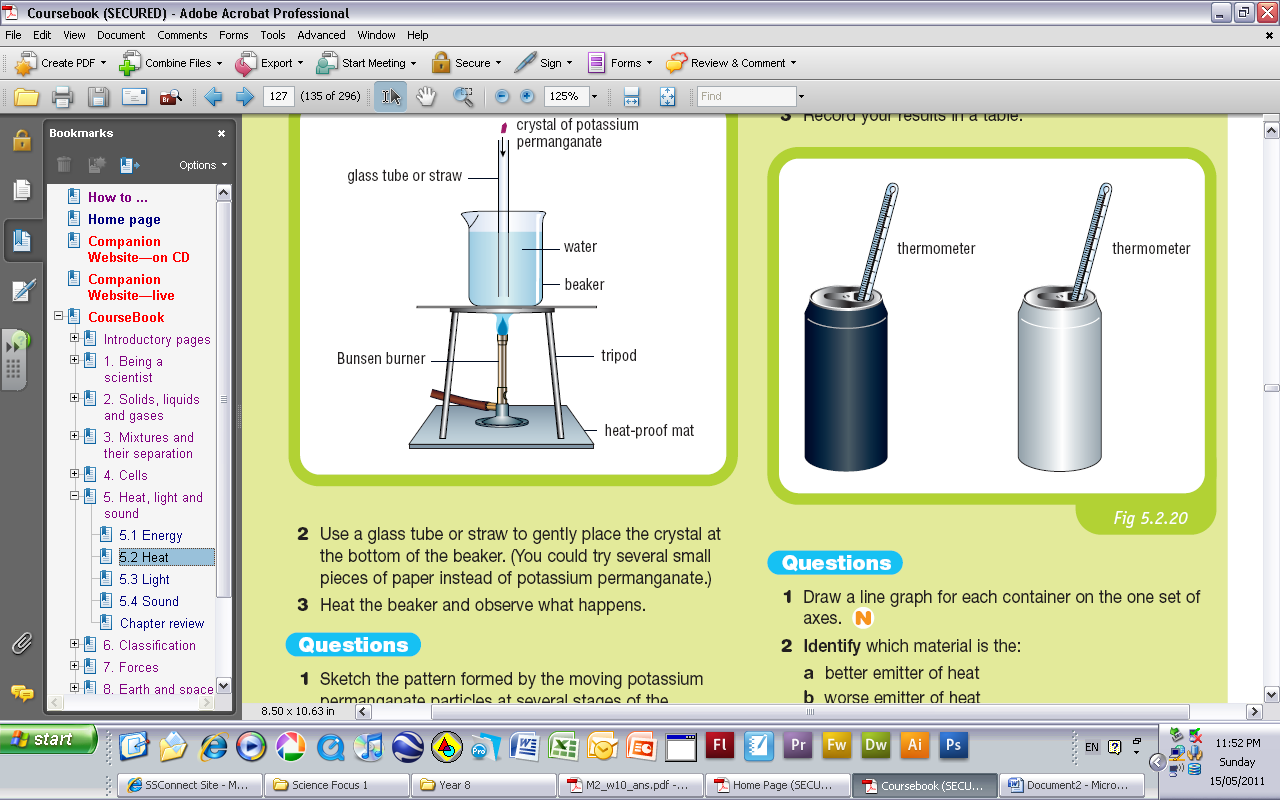 Coursebook (SECURED) - Adobe Acrobat Professional
File Edit View Document Comments Forms Tools Advanced Window Help
Create PDF Combine Files Export Start Meeting Secure Sign Forms Review & Comment
127 (135 of 296) 125% Find
Bookmarks
Options
How to ...
Home page
Companion
Website—on CD
Companion
Website—live
CourseBook
Introductory pages
1. Being a
scientist
2. Solids, liquids
and gases
3. Mixtures and
their separation
4. Cells
5. Heat, light and
sound
5.1 Energy
5.2 Heat
5.3 Light
5.4 Sound
Chapter review
6. Classification
7. Forces
8. Earth and space
crystal of potassium
permanganate
glass tube or straw
water
beaker
Bunsen burner
tripod
heat-proof mat
2 Use a glass tube or straw to gently place the crystal at
the bottom of the beaker. (You could try several small
pieces of paper instead of potassium permanganate.)
3 Heat the beaker and observe what happens.
Questions
1 Sketch the pattern formed by the moving potassium
permanganate particles at several stages of the
3 Record your results in a table.
thermometer
thermometer
Fig 5.2.20
Questions
1 Draw a line graph for each container on the one set of
axes. N
2 Identify which material is the:
a better emitter of heat
b worse emitter of heat
8.50 x 10.63 in
start
Pro
Fl
Pr
Fw
Dw
Ai
Ps
EN
11:52 PM
Sunday
15/05/2011
SSConnect Site - M...
Science Focus 1
Year 8
M2_w10_ans.pdf -...
Home Page (SECU...
Coursebook (SECU...
Document2 - Micro...